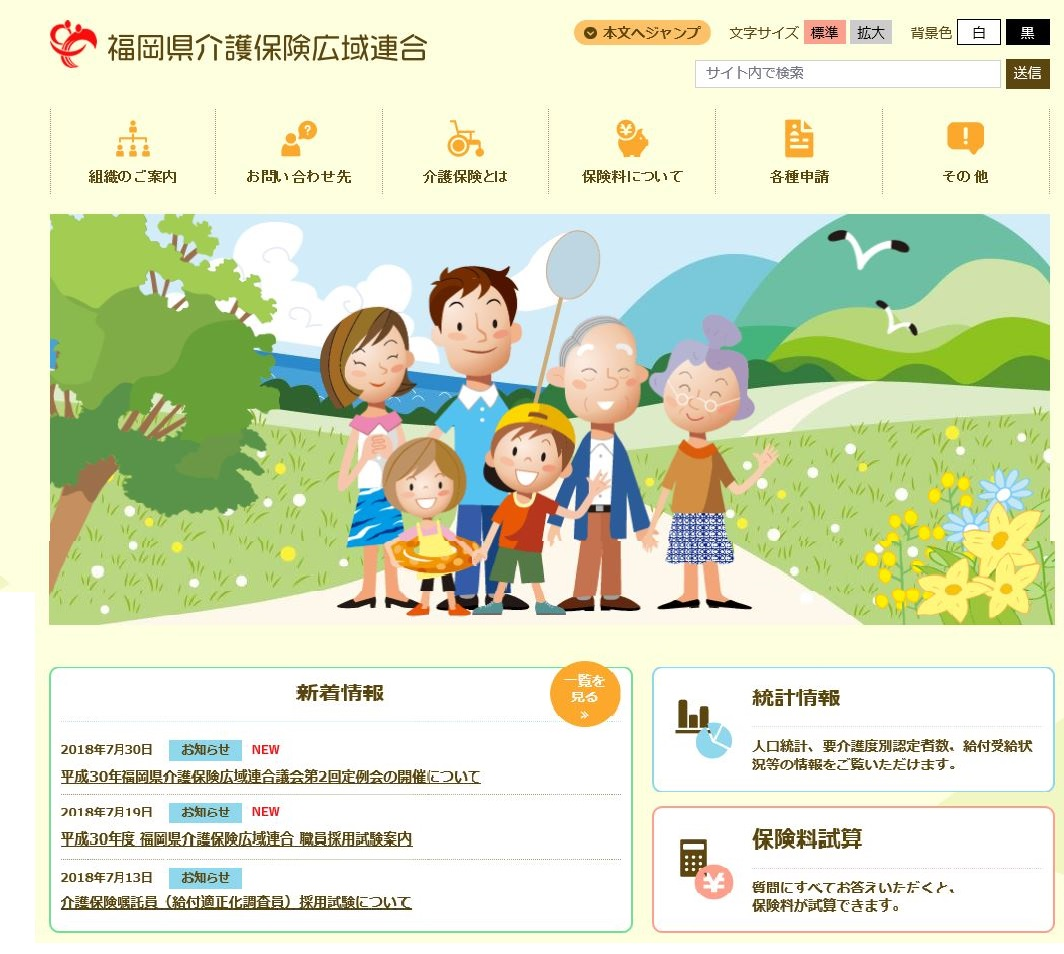 福岡県介護保険広域連合
本文へジャンプ 文字サイズ 標準 拡大 背景色 白 黒
サイト内で検索 送信
組織のご案内 お問い合わせ先 介護保険とは 保険料について 各種申請 その他
新着情報
一覧を
見る
»
2018年7月30日 お知らせ NEW
平成30年福岡県介護保険広域連合議会第2回定例会の開催について
2018年7月19日 お知らせ NEW
平成30年度 福岡県介護保険広域連合 職員採用試験案内
2018年7月13日 お知らせ
介護保険嘱託員（給付適正化調査員）採用試験について
統計情報
人口統計、要介護度別認定者数、給付受給状
況等の情報をご覧いただけます。
保険料試算
質問にすべてお答えいただくと、
保険料が試算できます。